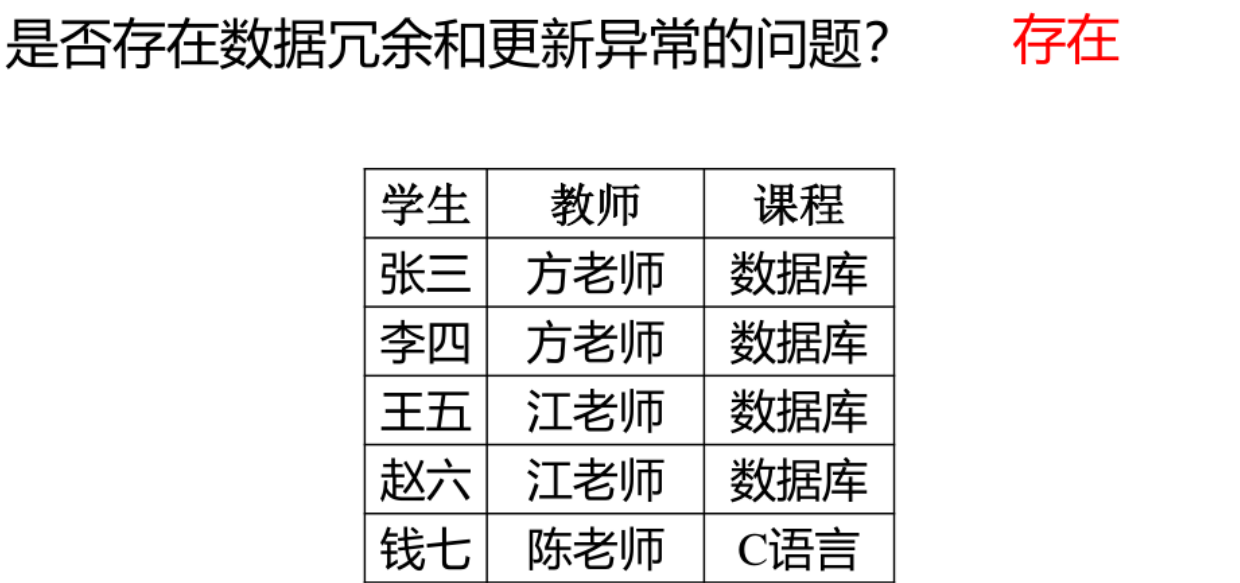 是否存在数据冗余和更新异常的问题？ 存在
学生 教师 课程
张三 方老师 数据库
李四 方老师 数据库
王五 江老师 数据库
赵六 江老师 数据库
钱七 陈老师 C语言